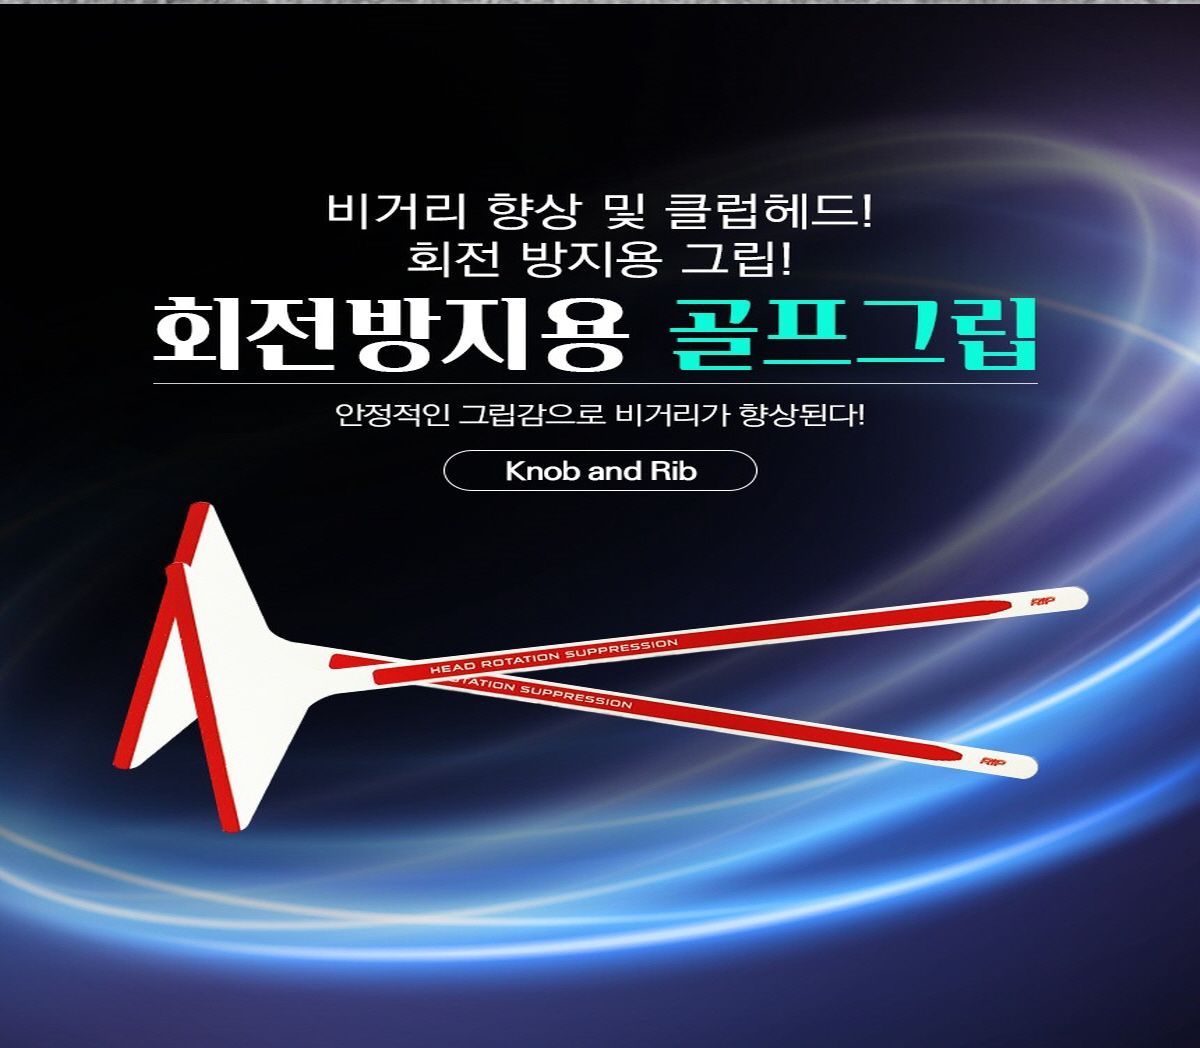 비거리 향상 및 클럽헤드!
회전 방지용 그립!
회전방지용 골프그립
안정적인 그립감으로 비거리가 향상된다!
Knob and Rib
RIP
HEAD ROTATION SUPPRESSION
ROTATION SUPPRESSION
RIP